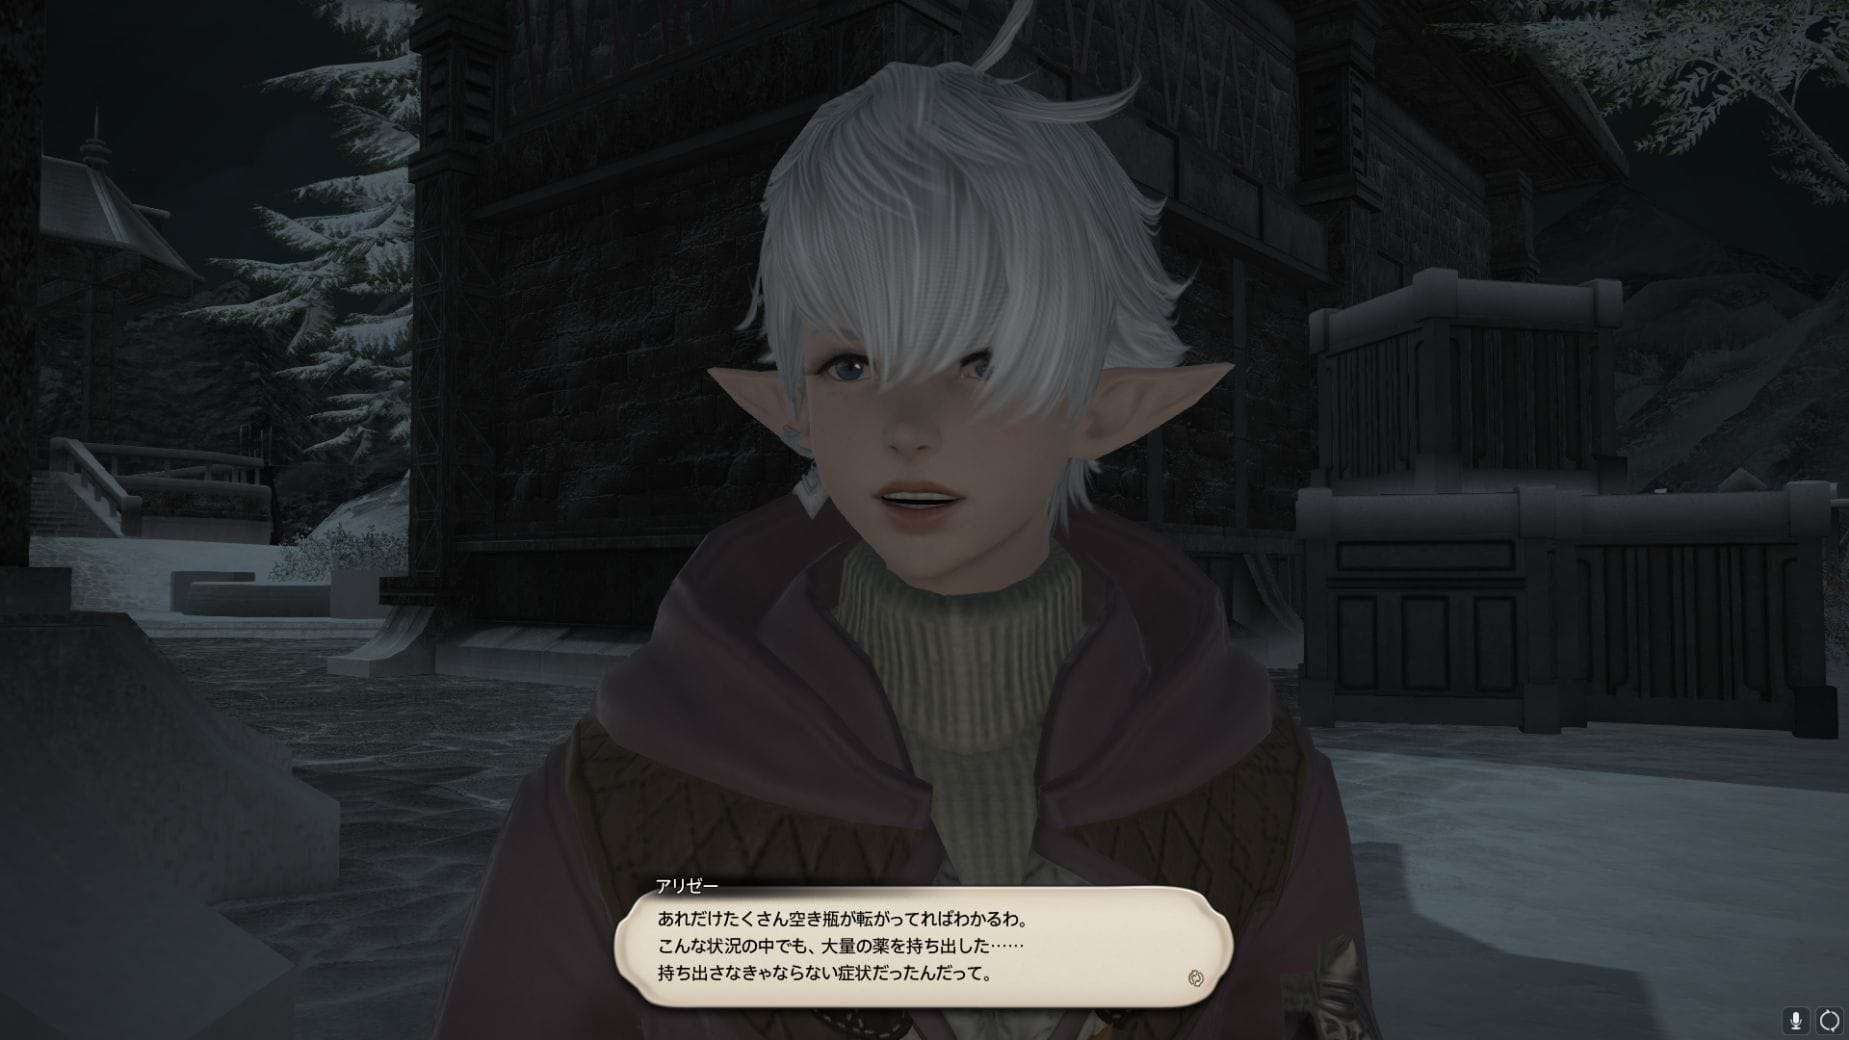 アリゼー
あれだけたくさん空き瓶が転がってればわかるわ。
こんな状況の中でも、大量の薬を持ち出した……
持ち出さなきゃならない症状だったんだって。